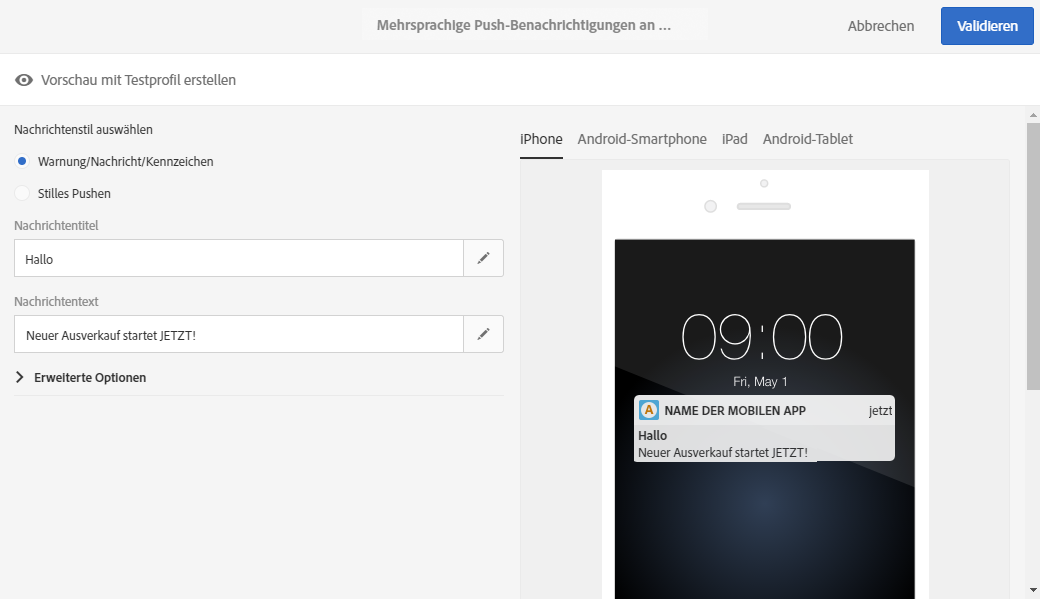 Mehrsprachige Push-Benachrichtigungen an ...
Abbrechen
Validieren
Vorschau mit Testprofil erstellen
Nachrichtenstil auswählen
Warnung/Nachricht/Kennzeichen
Stilles Pushen
Nachrichtentitel
Hallo
Nachrichtentext
Neuer Ausverkauf startet JETZT!
Erweiterte Optionen
iPhone Android-Smartphone iPad Android-Tablet
09:00
Fri, May 1
A NAME DER MOBILEN APP jetzt
Hallo
Neuer Ausverkauf startet JETZT!